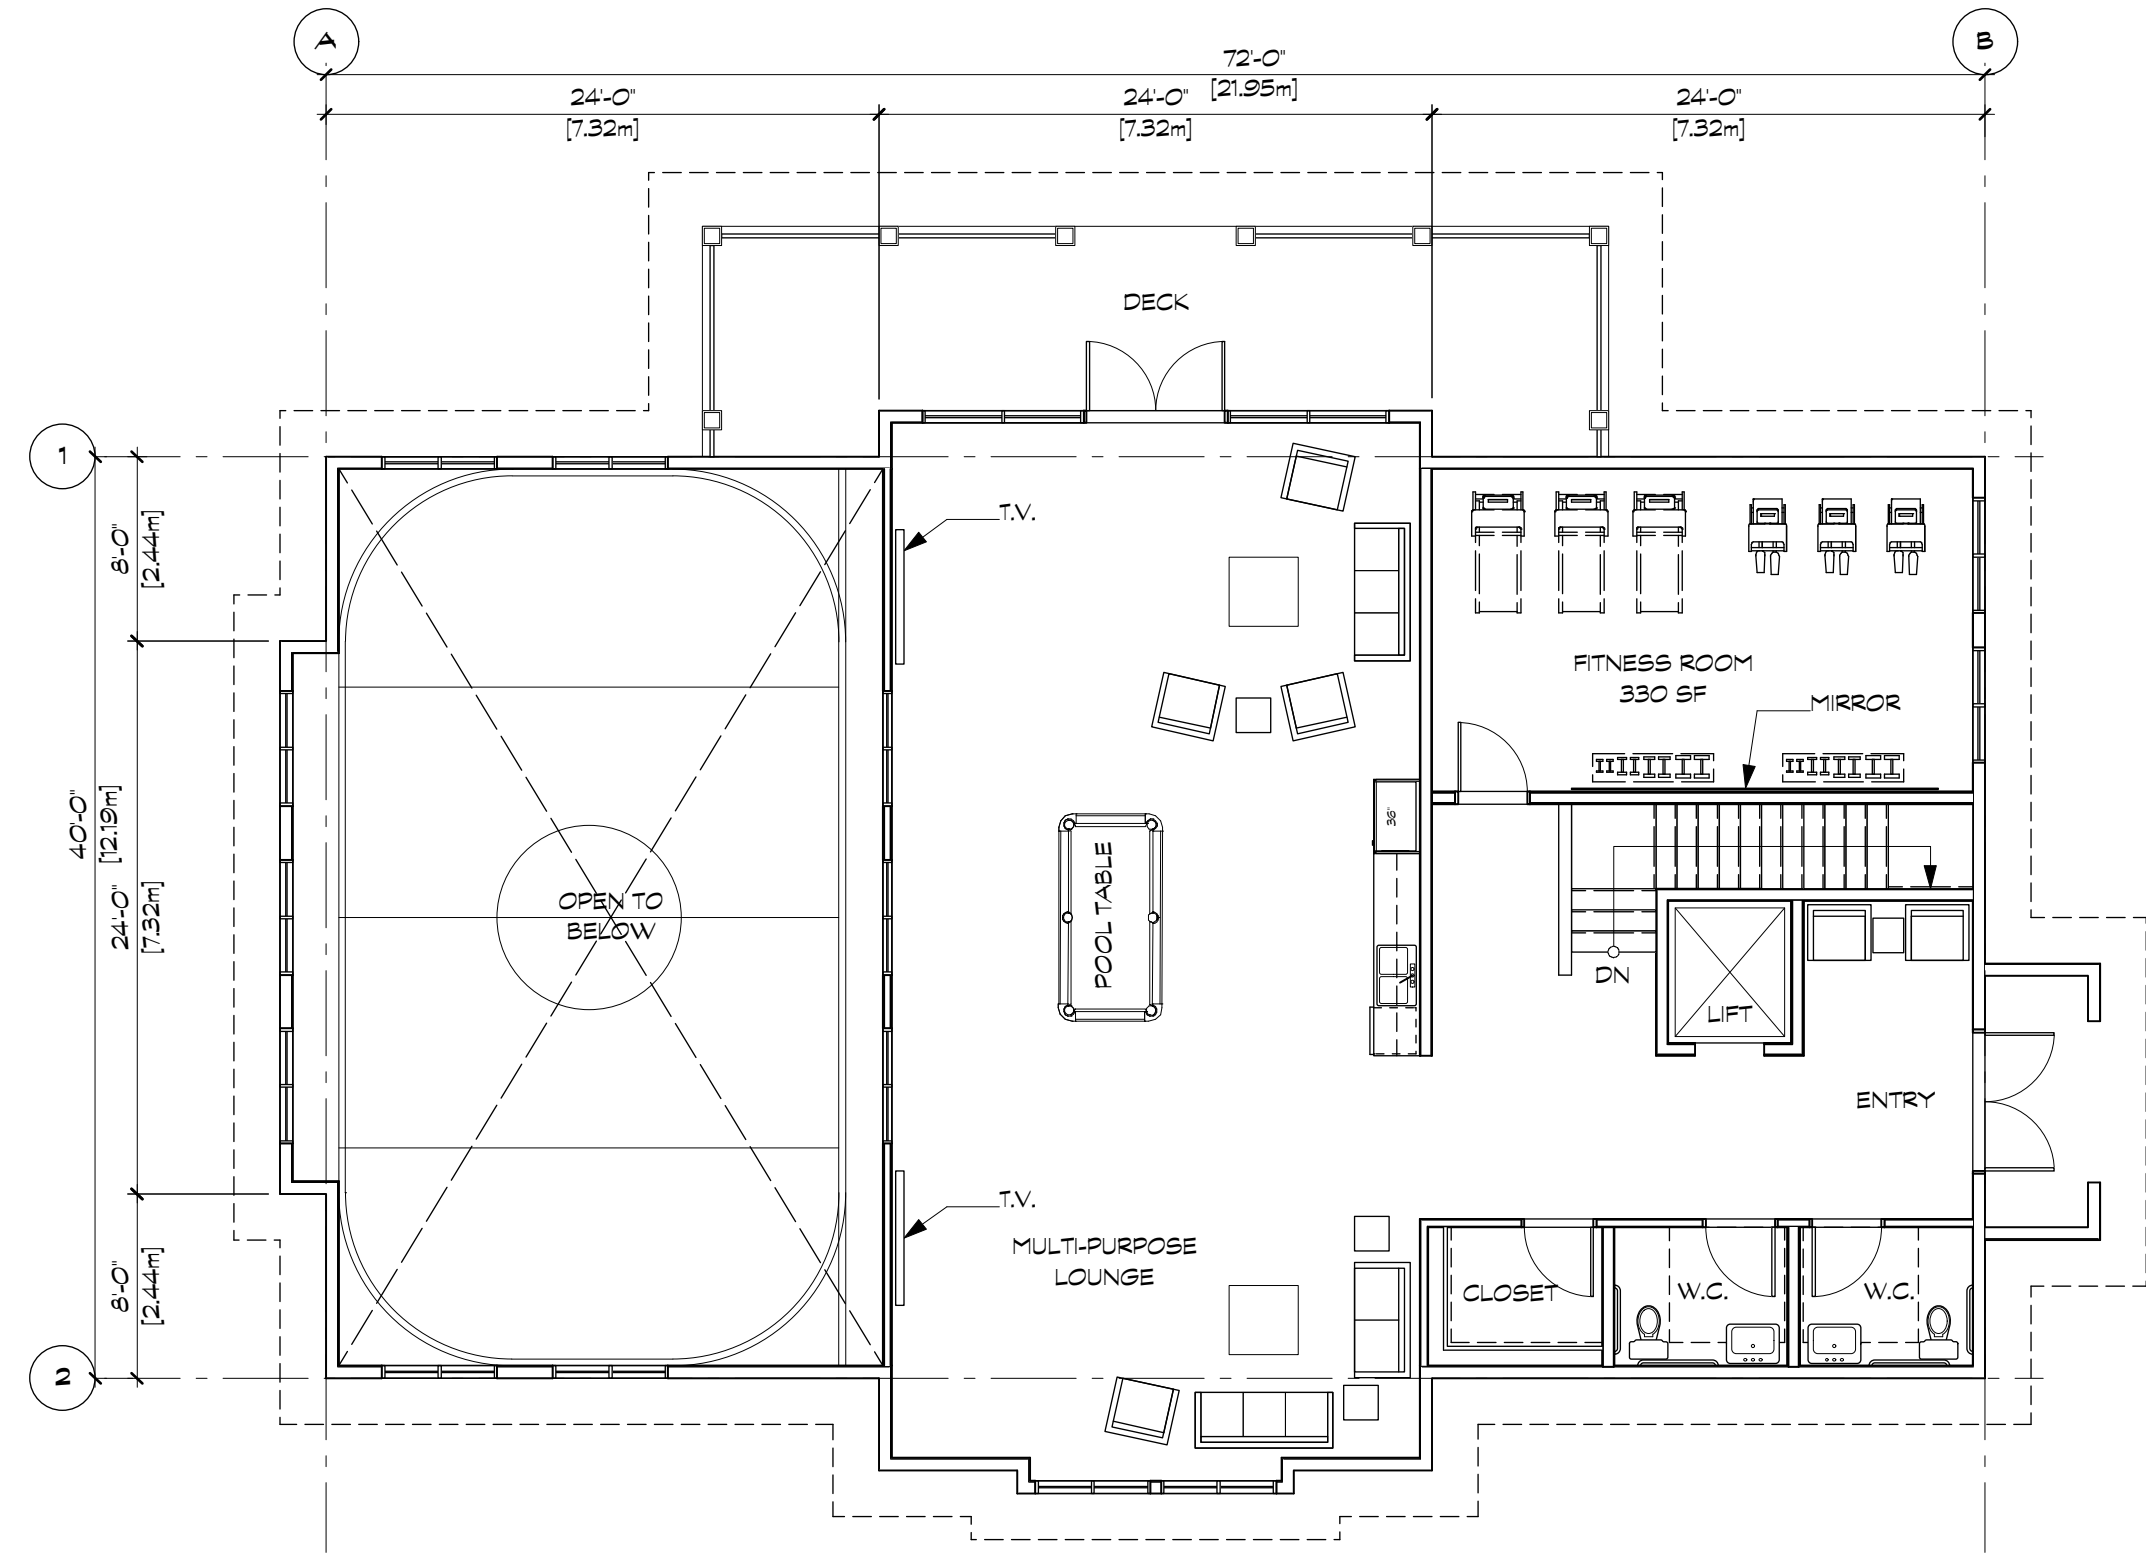 A
B
72'-0"
[21.95m]
24'-0"
[7.32m]
24'-0"
[7.32m]
24'-0"
[7.32m]
DECK
1
8'-0"
[2.44m]
T.V.
FITNESS ROOM
330 SF
MIRROR
40'-0"
[12.19m]
24'-0"
[7.32m]
OPEN TO
BELOW
POOL TABLE
36"
DN
LIFT
ENTRY
8'-0"
[2.44m]
T.V.
MULTI-PURPOSE
LOUNGE
CLOSET
W.C.
W.C.
2